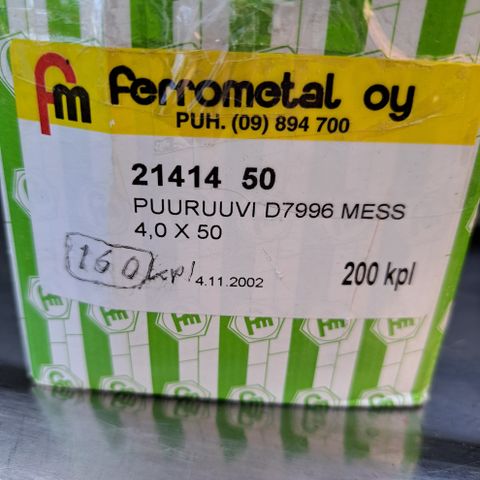 fm ferrometal oy
PUH. (09) 894 700
21414 50
PUURUUVI D7996 MESS
4,0 X 50
160 kpl 4.11.2002 200 kpl